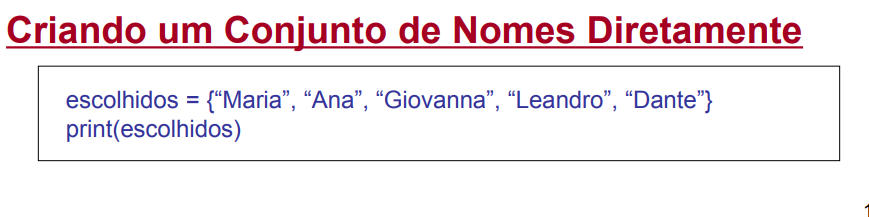 Criando um Conjunto de Nomes Diretamente
escolhidos = {“Maria”, “Ana”, “Giovanna”, “Leandro”, “Dante”}
print(escolhidos)